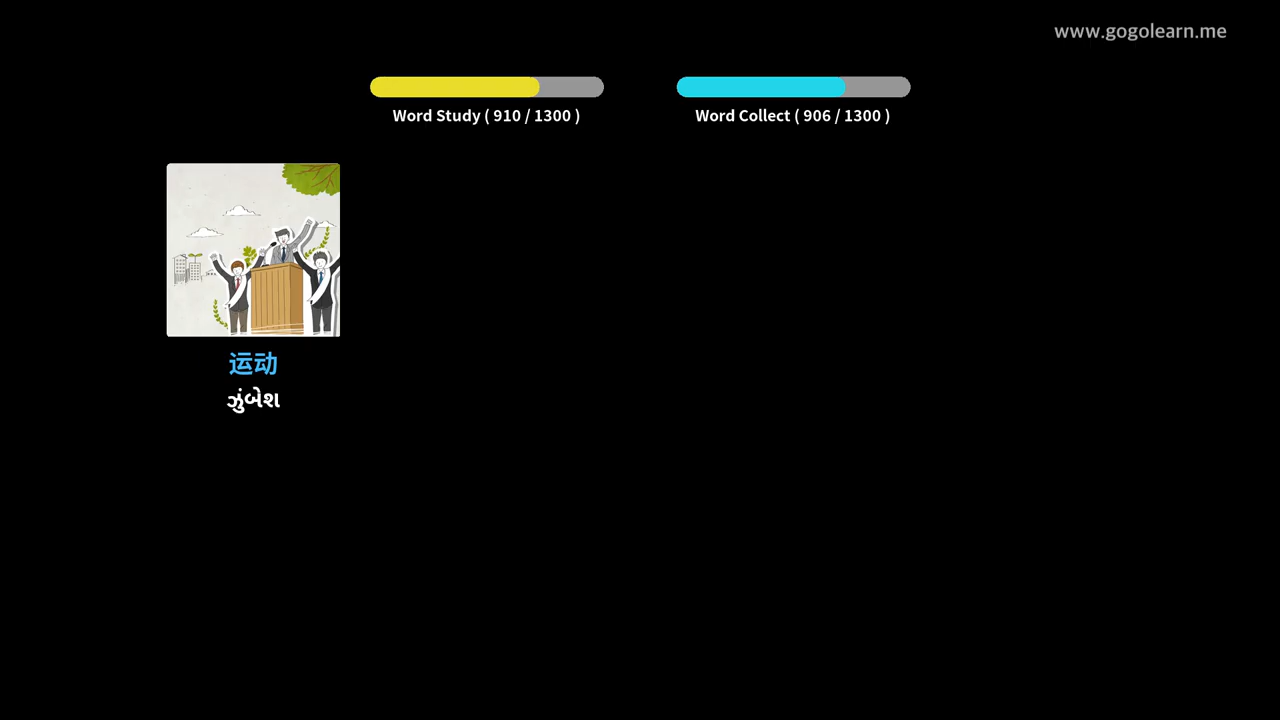 www.gogolearn.me
Word Study ( 910 / 1300 )
Word Collect ( 906 / 1300 )
运动
ઝુંબેશ